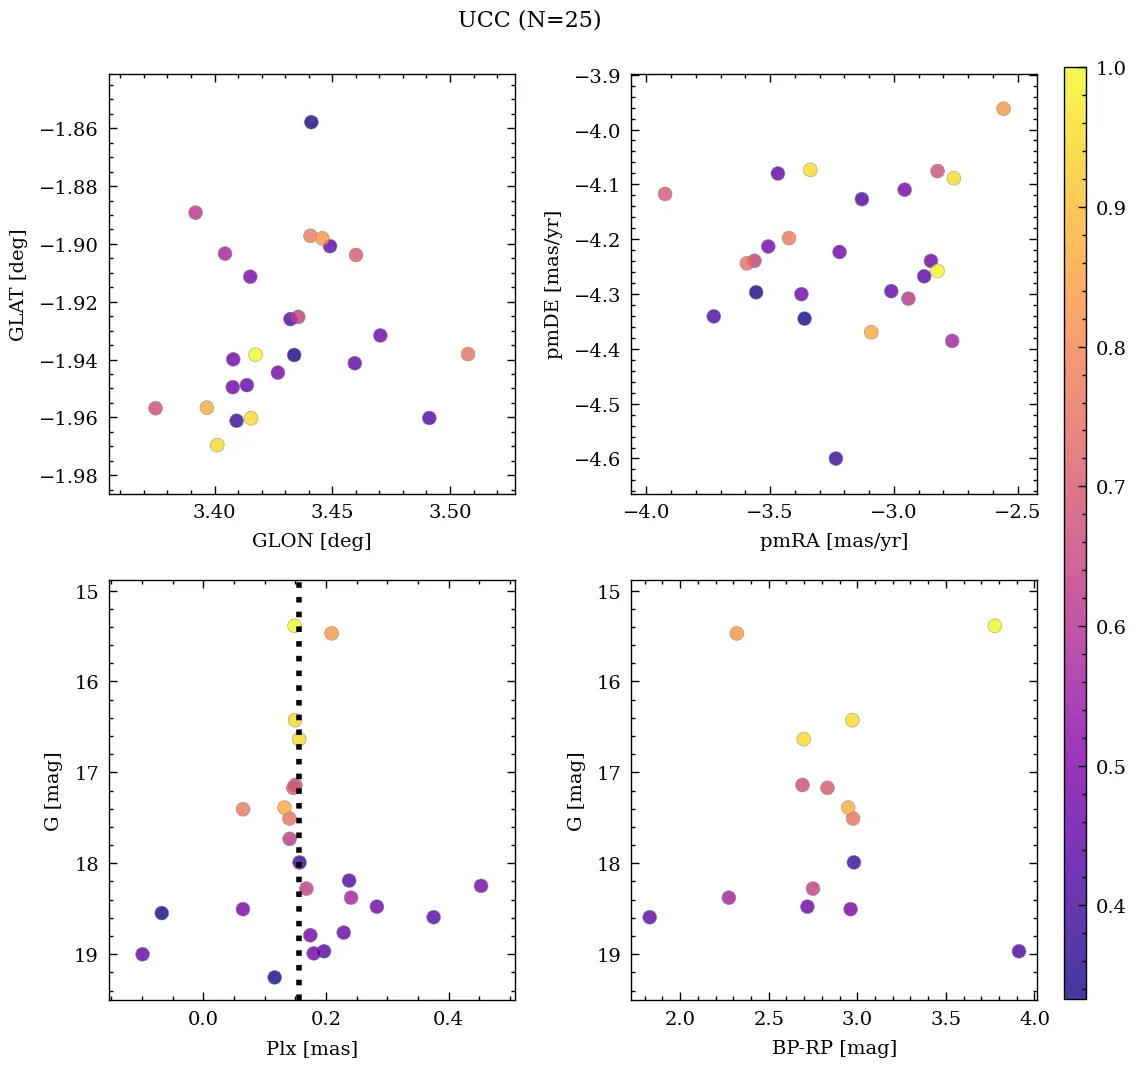 UCC (N=25)
−1.86
−1.88
−1.90
−1.92
−1.94
−1.96
−1.98
GLAT [deg]
3.40 3.45 3.50
GLON [deg]
−3.9
−4.0
−4.1
−4.2
−4.3
−4.4
−4.5
−4.6
pmDE [mas/yr]
−4.0 −3.5 −3.0 −2.5
pmRA [mas/yr]
15
16
17
18
19
G [mag]
0.0 0.2 0.4
Plx [mas]
15
16
17
18
19
G [mag]
2.0 2.5 3.0 3.5 4.0
BP-RP [mag]
1.0
0.9
0.8
0.7
0.6
0.5
0.4